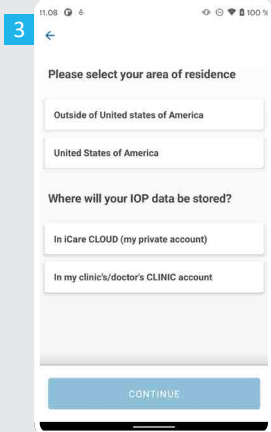 3
11.08
100 %
Please select your area of residence
Outside of United states of America
United States of America
Where will your IOP data be stored?
In iCare CLOUD (my private account)
In my clinic's/doctor's CLINIC account
CONTINUE